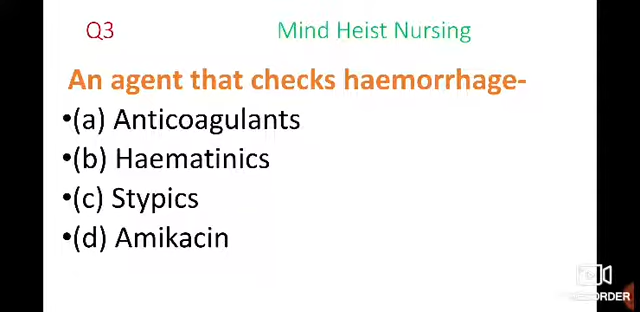 Q3 Mind Heist Nursing
An agent that checks haemorrhage-
•(a) Anticoagulants
•(b) Haematinics
•(c) Stypics
•(d) Amikacin